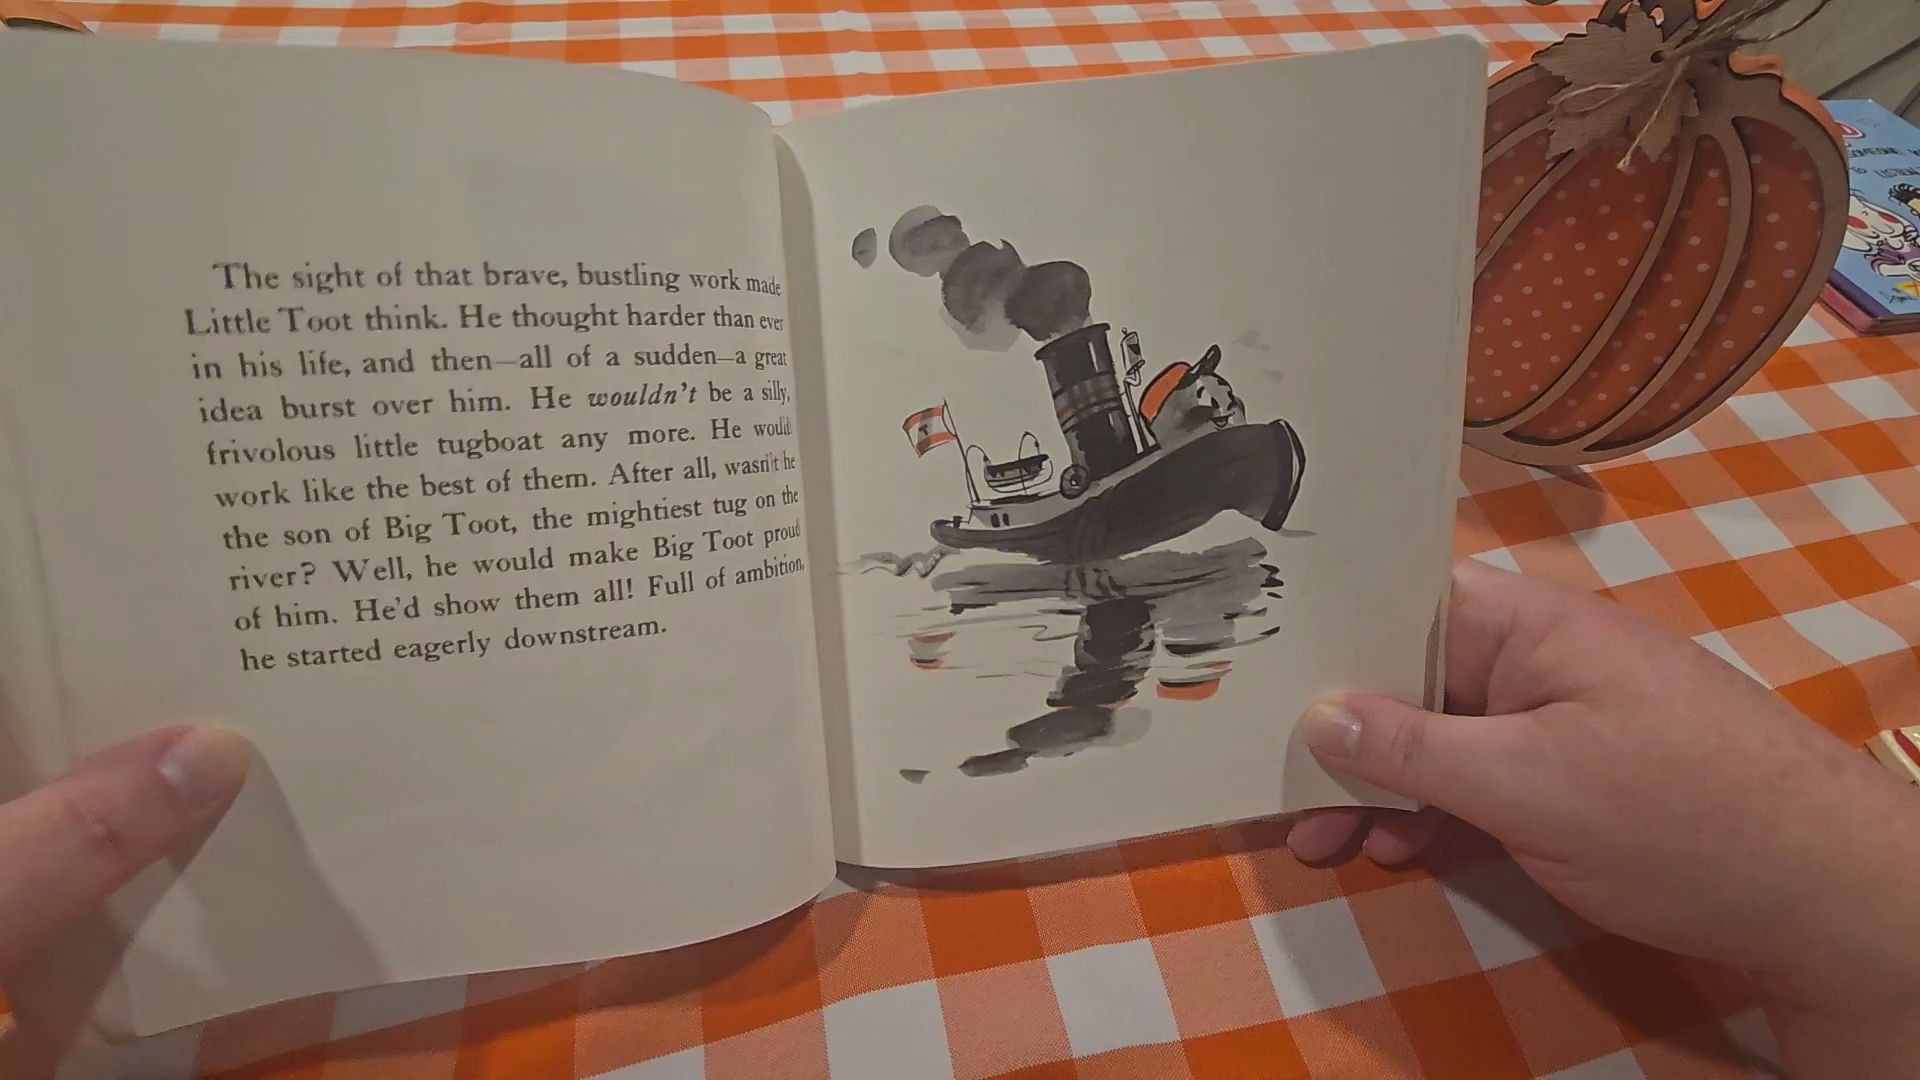 The sight of that brave, bustling work made
Little Toot think. He thought harder than ever
in his life, and then—all of a sudden—a great
idea burst over him. He wouldn't be a silly,
frivolous little tugboat any more. He would
work like the best of them. After all, wasn't he
the son of Big Toot, the mightiest tug on the
river? Well, he would make Big Toot proud
of him. He'd show them all! Full of ambition,
he started eagerly downstream.
SOMEONE
TO